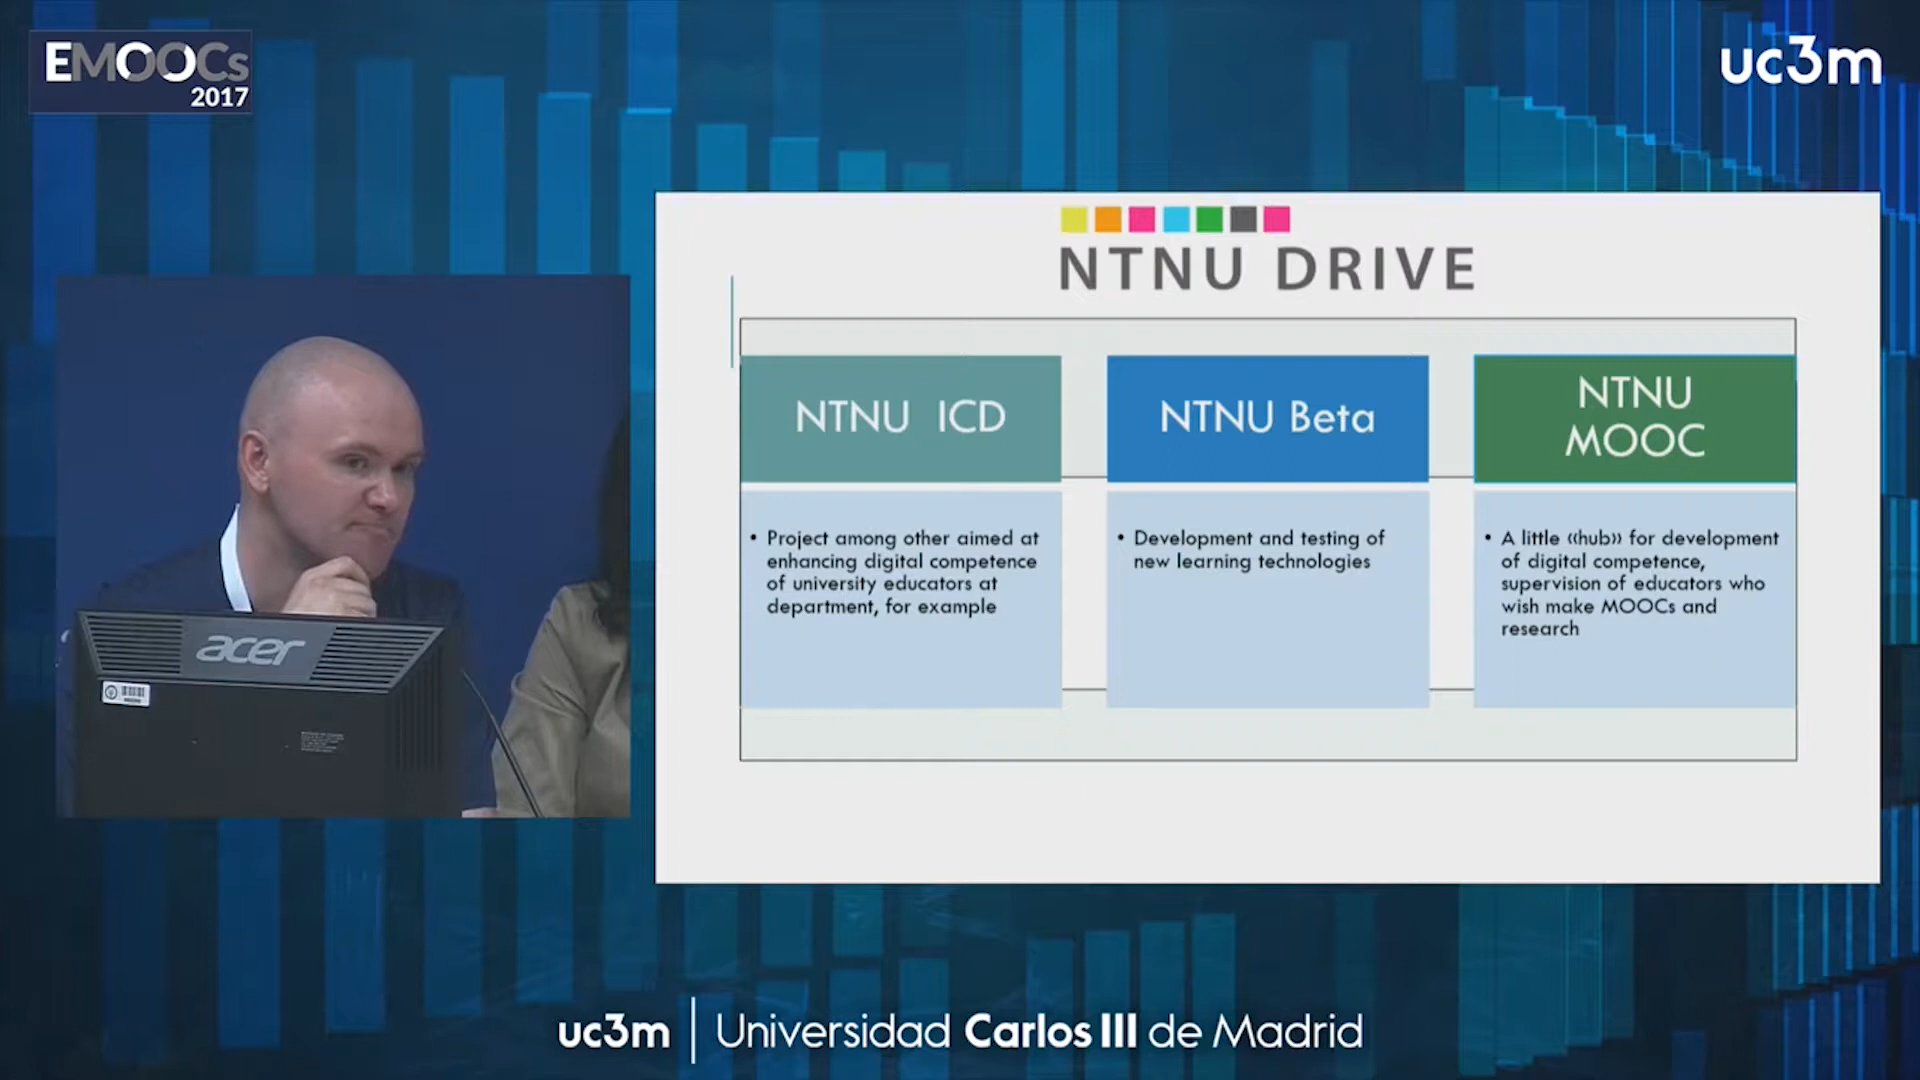 EMOOCs
2017
uc3m
NTNU DRIVE
NTNU ICD
• Project among other aimed at
enhancing digital competence
of university educators at
department, for example
NTNU Beta
• Development and testing of
new learning technologies
NTNU
MOOC
• A little «hub» for development
of digital competence,
supervision of educators who
wish make MOOCs and
research
acer
uc3m | Universidad Carlos III de Madrid